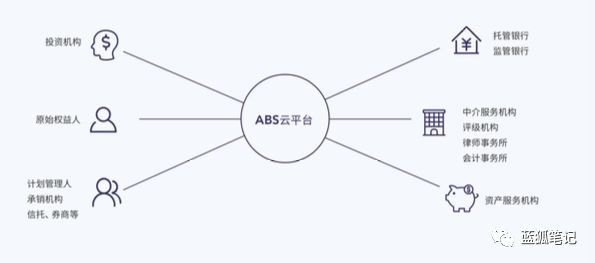 投资机构
原始权益人
计划管理人
承销机构
信托、券商等
ABS云平台
托管银行
监管银行
中介服务机构
评级机构
律师事务所
会计事务所
资产服务机构
蓝狐笔记